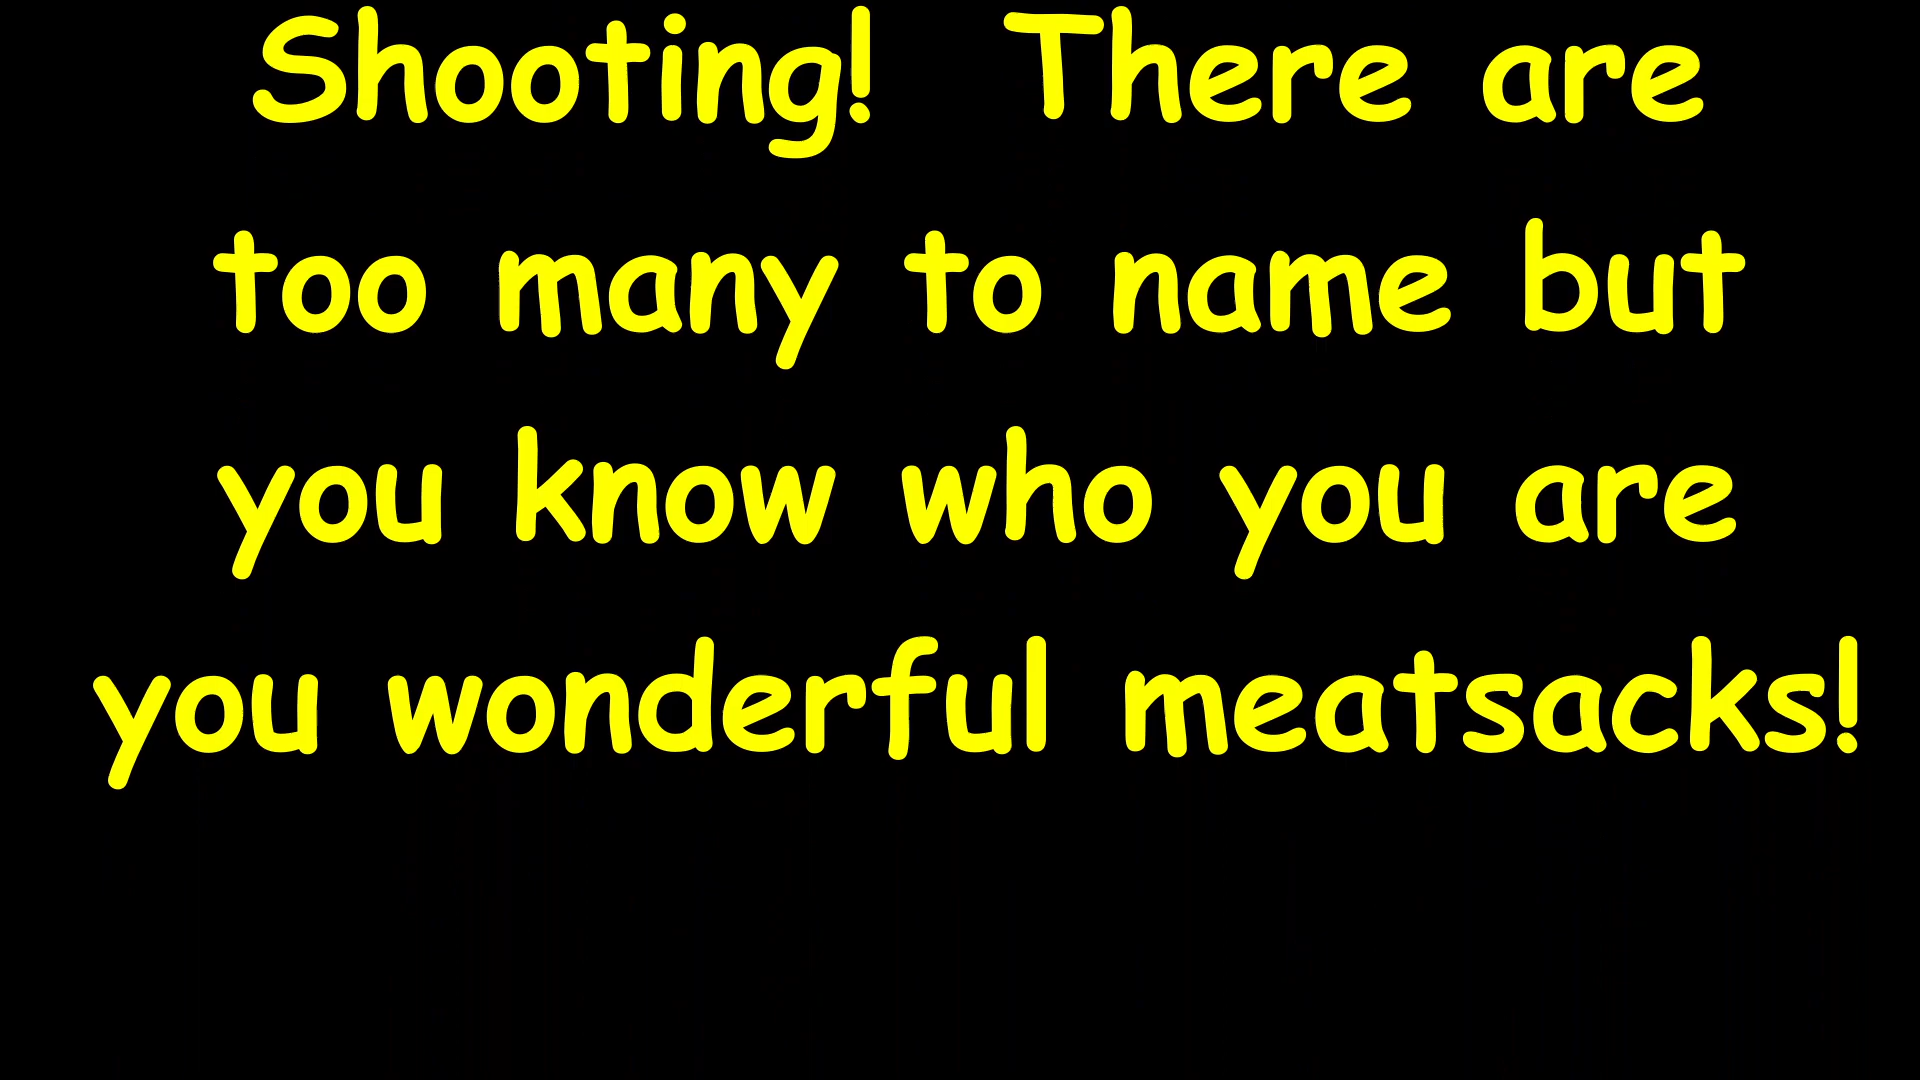 Shooting! There are
too many to name but
you know who you are
you wonderful meatsacks!